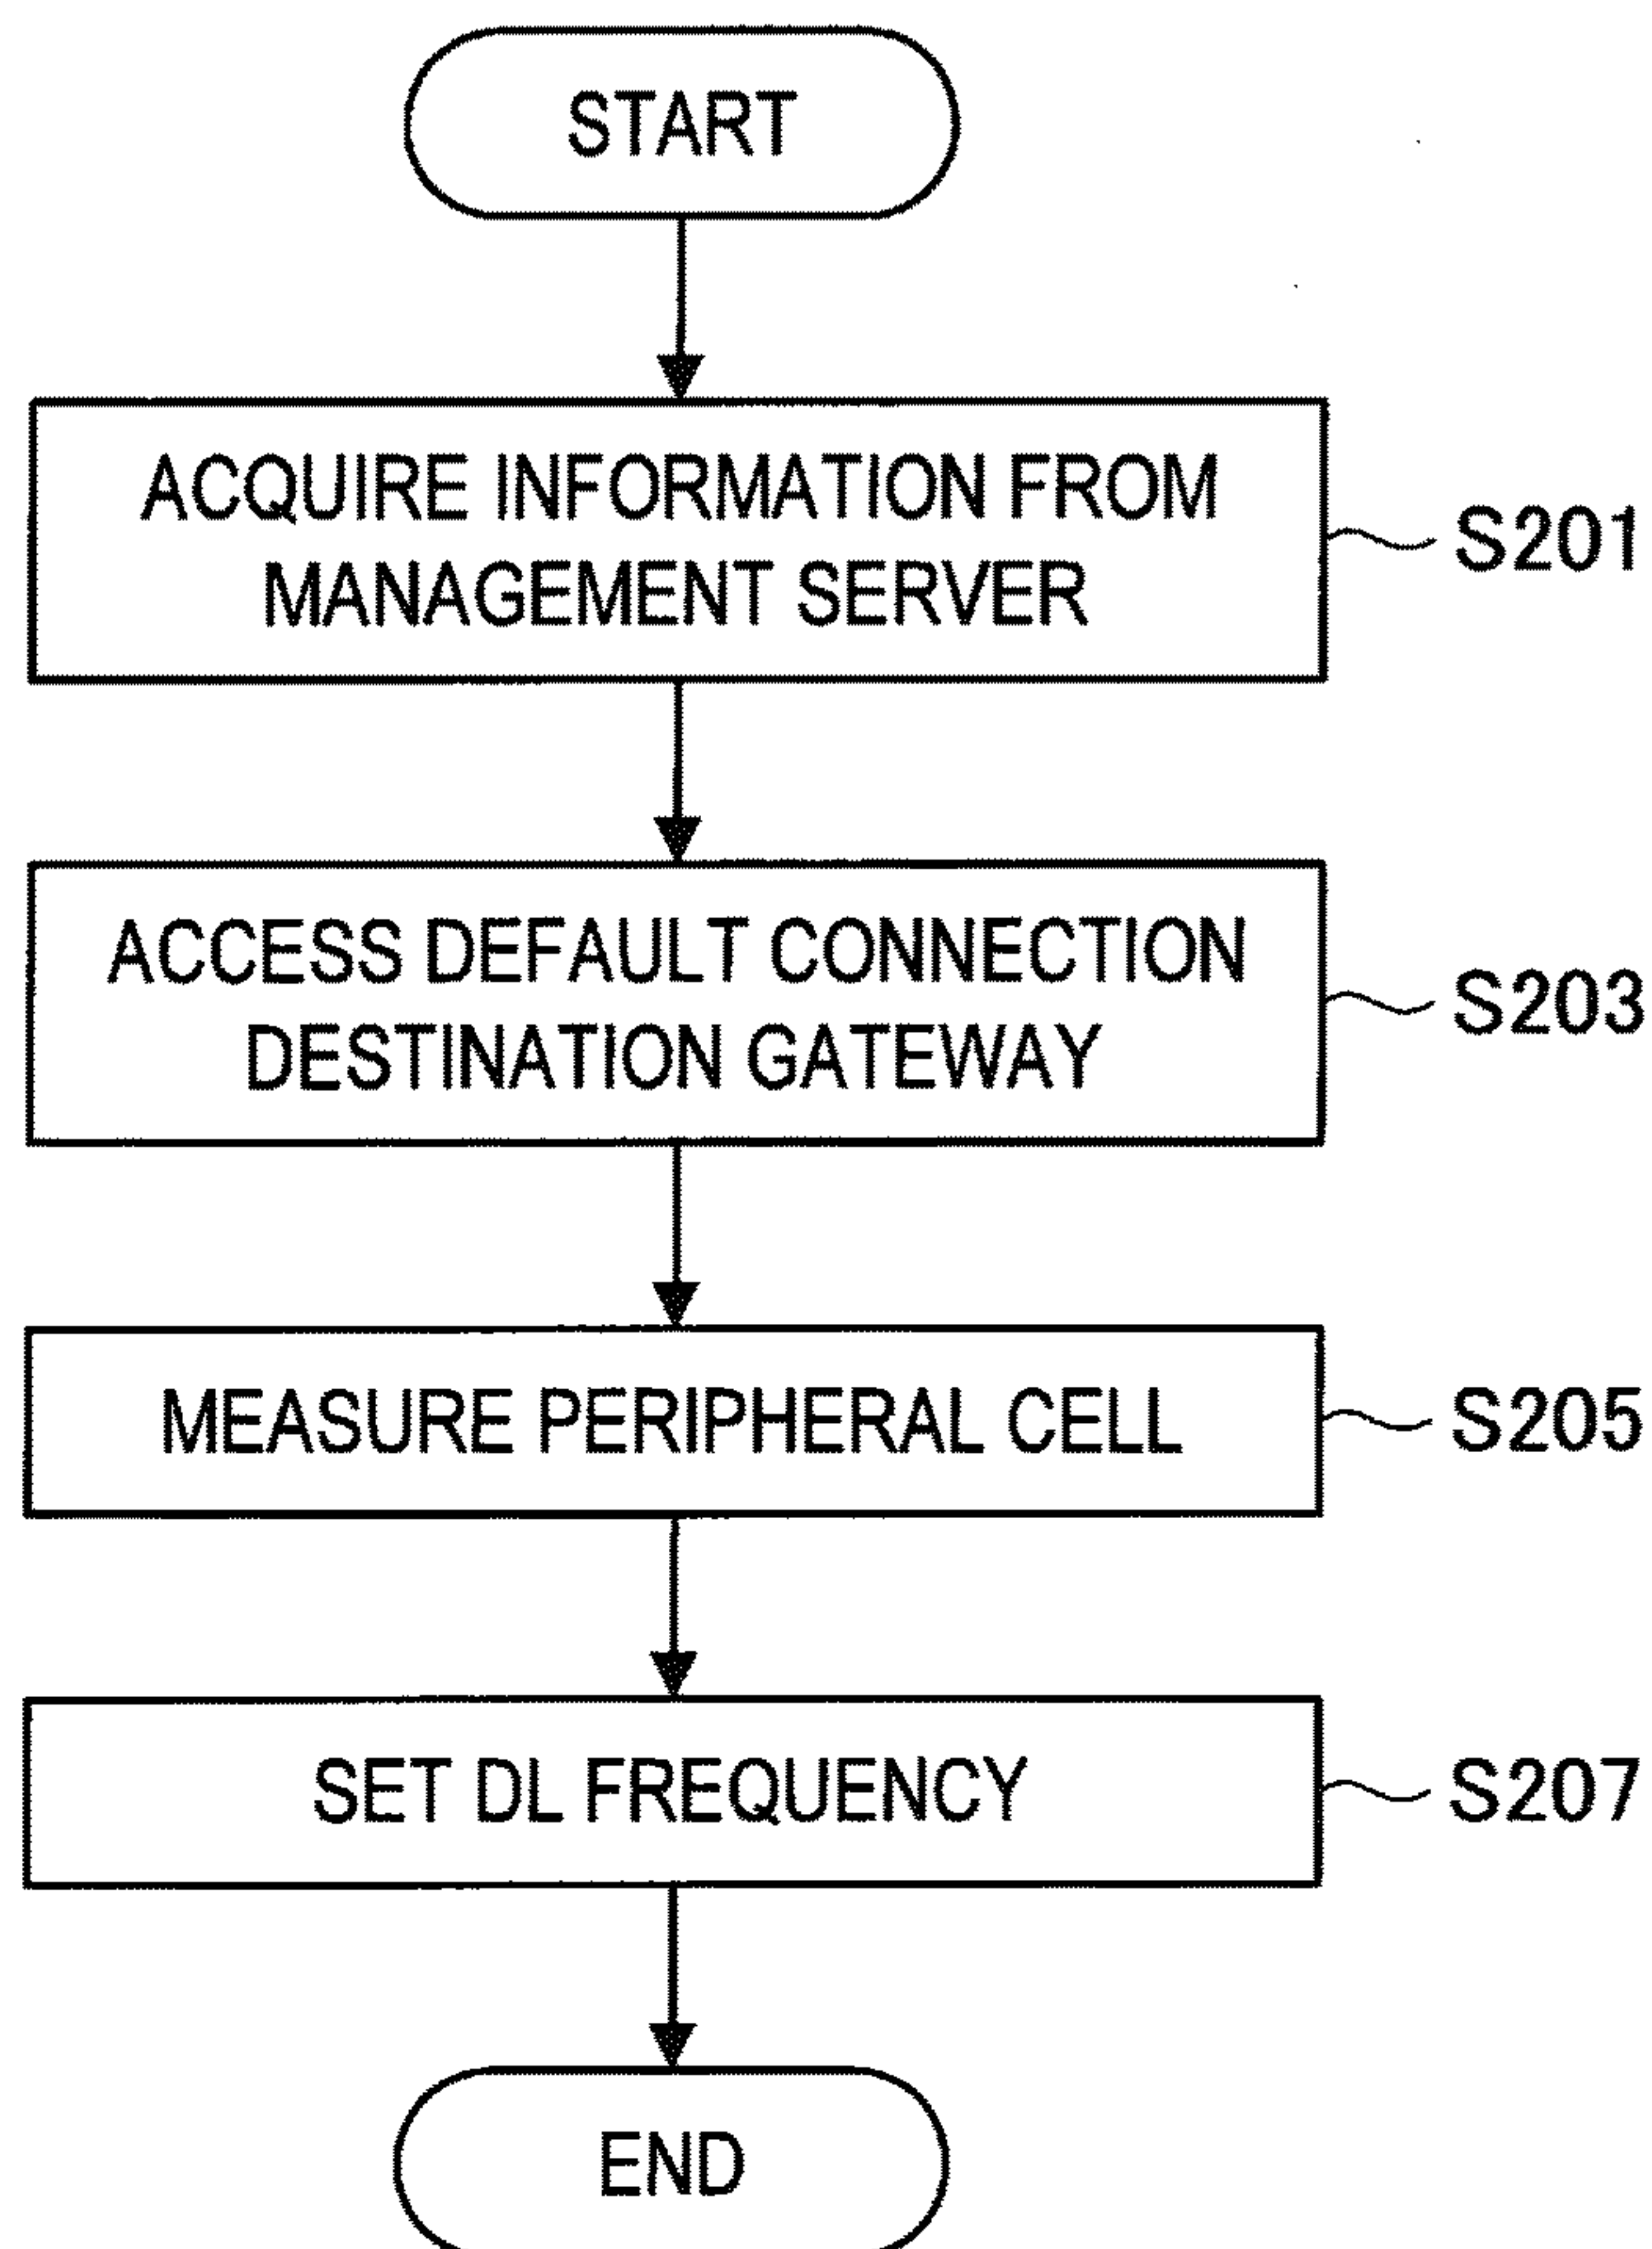 START
ACQUIRE INFORMATION FROM
MANAGEMENT SERVER
S201
ACCESS DEFAULT CONNECTION
DESTINATION GATEWAY
S203
MEASURE PERIPHERAL CELL
S205
SET DL FREQUENCY
S207
END